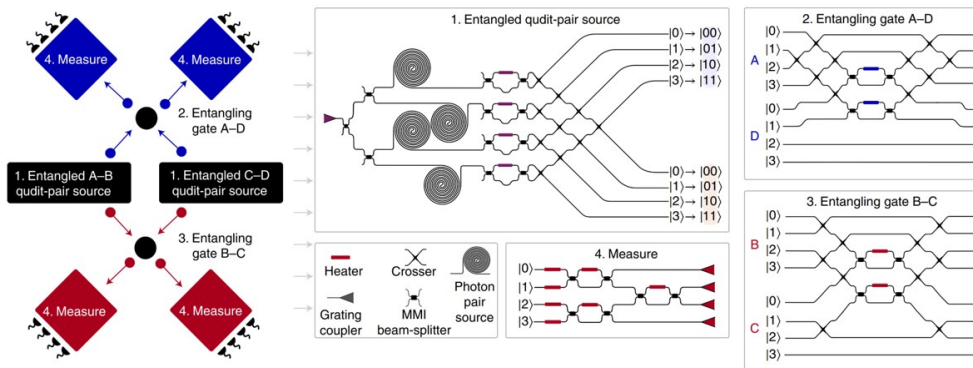 4. Measure
4. Measure
2. Entangling
gate A–D
1. Entangled A–B
qudit-pair source
1. Entangled C–D
qudit-pair source
3. Entangling
gate B–C
4. Measure
4. Measure
1. Entangled qudit-pair source
|0⟩→|00⟩
|1⟩→|01⟩
|2⟩→|10⟩
|3⟩→|11⟩
|0⟩→|00⟩
|1⟩→|01⟩
|2⟩→|10⟩
|3⟩→|11⟩
Heater
Crosser
Photon
pair
source
Grating
coupler
MMI
beam-splitter
4. Measure
|0⟩
|1⟩
|2⟩
|3⟩
2. Entangling gate A–D
A
|0⟩
|1⟩
|2⟩
|3⟩
D
|0⟩
|1⟩
|2⟩
|3⟩
3. Entangling gate B–C
B
|0⟩
|1⟩
|2⟩
|3⟩
C
|0⟩
|1⟩
|2⟩
|3⟩